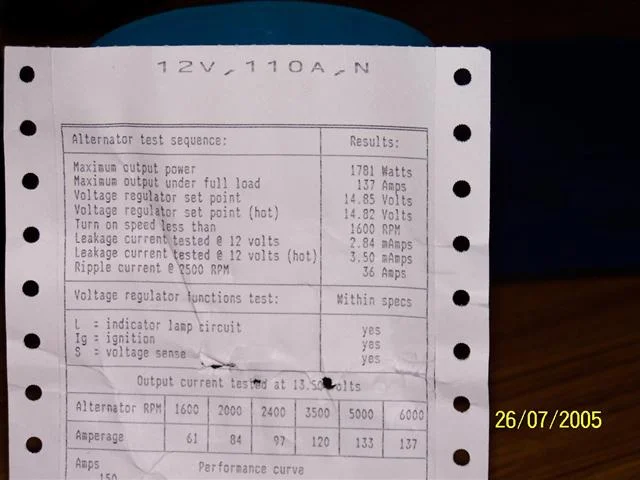 12V,110A,N
Alternator test sequence: Results:
Maximum output power 1781 Watts
Maximum output under full load 137 Amps
Voltage regulator set point 14.85 Volts
Voltage regulator set point (hot) 14.82 Volts
Turn on speed less than 1600 RPM
Leakage current tested @ 12 volts 2.84 mAmps
Leakage current tested @ 12 volts (hot) 3.50 mAmps
Ripple current @ 2500 RPM 36 Amps
Voltage regulator functions test: Within specs
L = indicator lamp circuit yes
Ig = ignition yes
S = voltage sense yes
Output current tested at 13.50 volts
Alternator RPM 1600 2000 2400 3500 5000 6000
Amperage 61 84 97 120 133 137
Amps Performance curve
150
26/07/2005